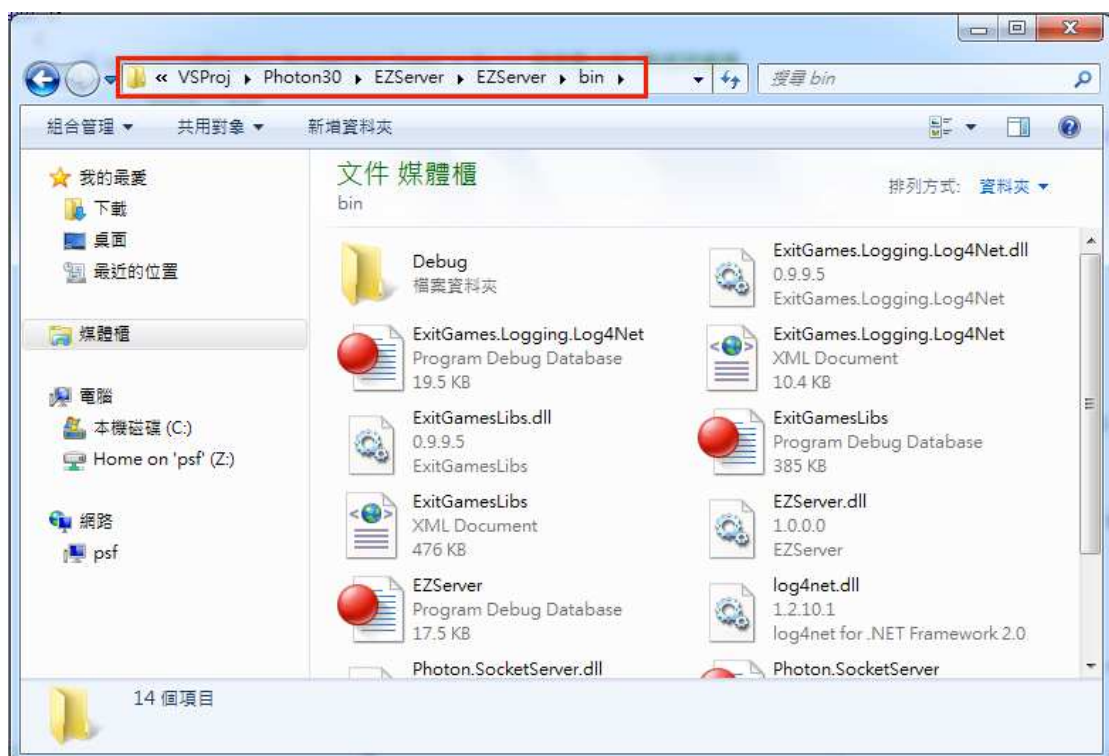 « VSProj ▸ Photon30 ▸ EZServer ▸ EZServer ▸ bin ▸
搜尋 bin
組合管理 ▼ 共用對象 ▼ 新增資料夾
我的最愛
下載
桌面
最近的位置
媒體櫃
電腦
本機磁碟 (C:)
Home on 'psf' (Z:)
網路
psf
文件 媒體櫃
bin
排列方式: 資料夾 ▼
Debug
檔案資料夾
ExitGames.Logging.Log4Net.dll
0.9.9.5
ExitGames.Logging.Log4Net
ExitGames.Logging.Log4Net
Program Debug Database
19.5 KB
ExitGames.Logging.Log4Net
XML Document
10.4 KB
ExitGamesLibs.dll
0.9.9.5
ExitGamesLibs
ExitGamesLibs
Program Debug Database
385 KB
ExitGamesLibs
XML Document
476 KB
EZServer.dll
1.0.0.0
EZServer
EZServer
Program Debug Database
17.5 KB
log4net.dll
1.2.10.1
log4net for .NET Framework 2.0
Photon.SocketServer.dll
Photon.SocketServer
14 個項目